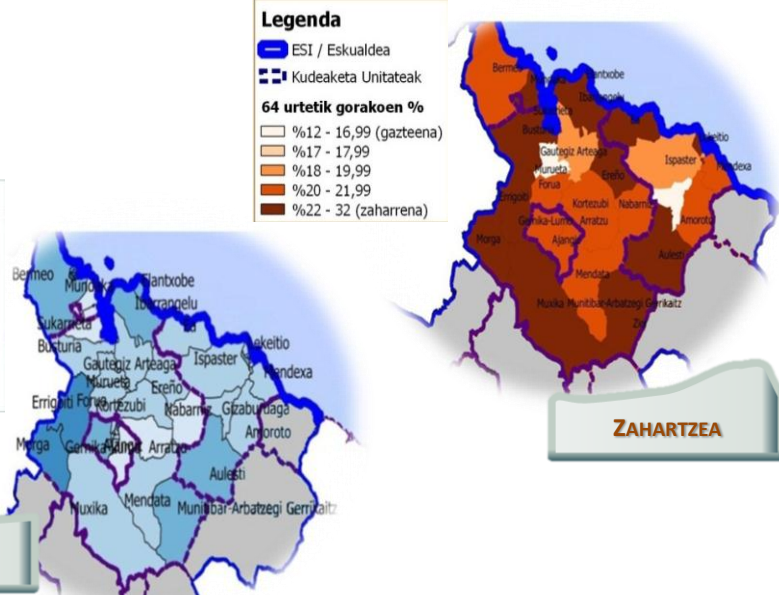 Legenda
ESI / Eskualdea
Kudeaketa Unitateak
64 urtetik gorakoen %
%12 - 16,99 (gazteena)
%17 - 17,99
%18 - 19,99
%20 - 21,99
%22 - 32 (zaharrena)
Bermeo
Elantxobe
Ibarrangelu
Sukarrieta
Busturia
Lekeitio
Gautegiz Arteaga
Ispaster
Mendexa
Murueta
Ereño
Forua
Errigoiti
Kortezubi
Nabarniz
Gernika-Lumo
Arratzu
Amoroto
Morga
Ajangiz
Aulesti
Mendata
Muxika
Munitibar-Arbatzegi Gerrikaitz
ZAHARTZEA
Bermeo
Mundaka
Elantxobe
Ibarrangelu
Sukarrieta
Ea
Busturia
Lekeitio
Ispaster
Gautegiz Arteaga
Mendexa
Murueta
Ereño
Errigoiti
Forua
Kortezubi
Nabarniz
Gizaburuaga
Amoroto
Morga
Arratzu
Aulesti
Mendata
Muxika
Munitibar-Arbatzegi Gerrikaitz